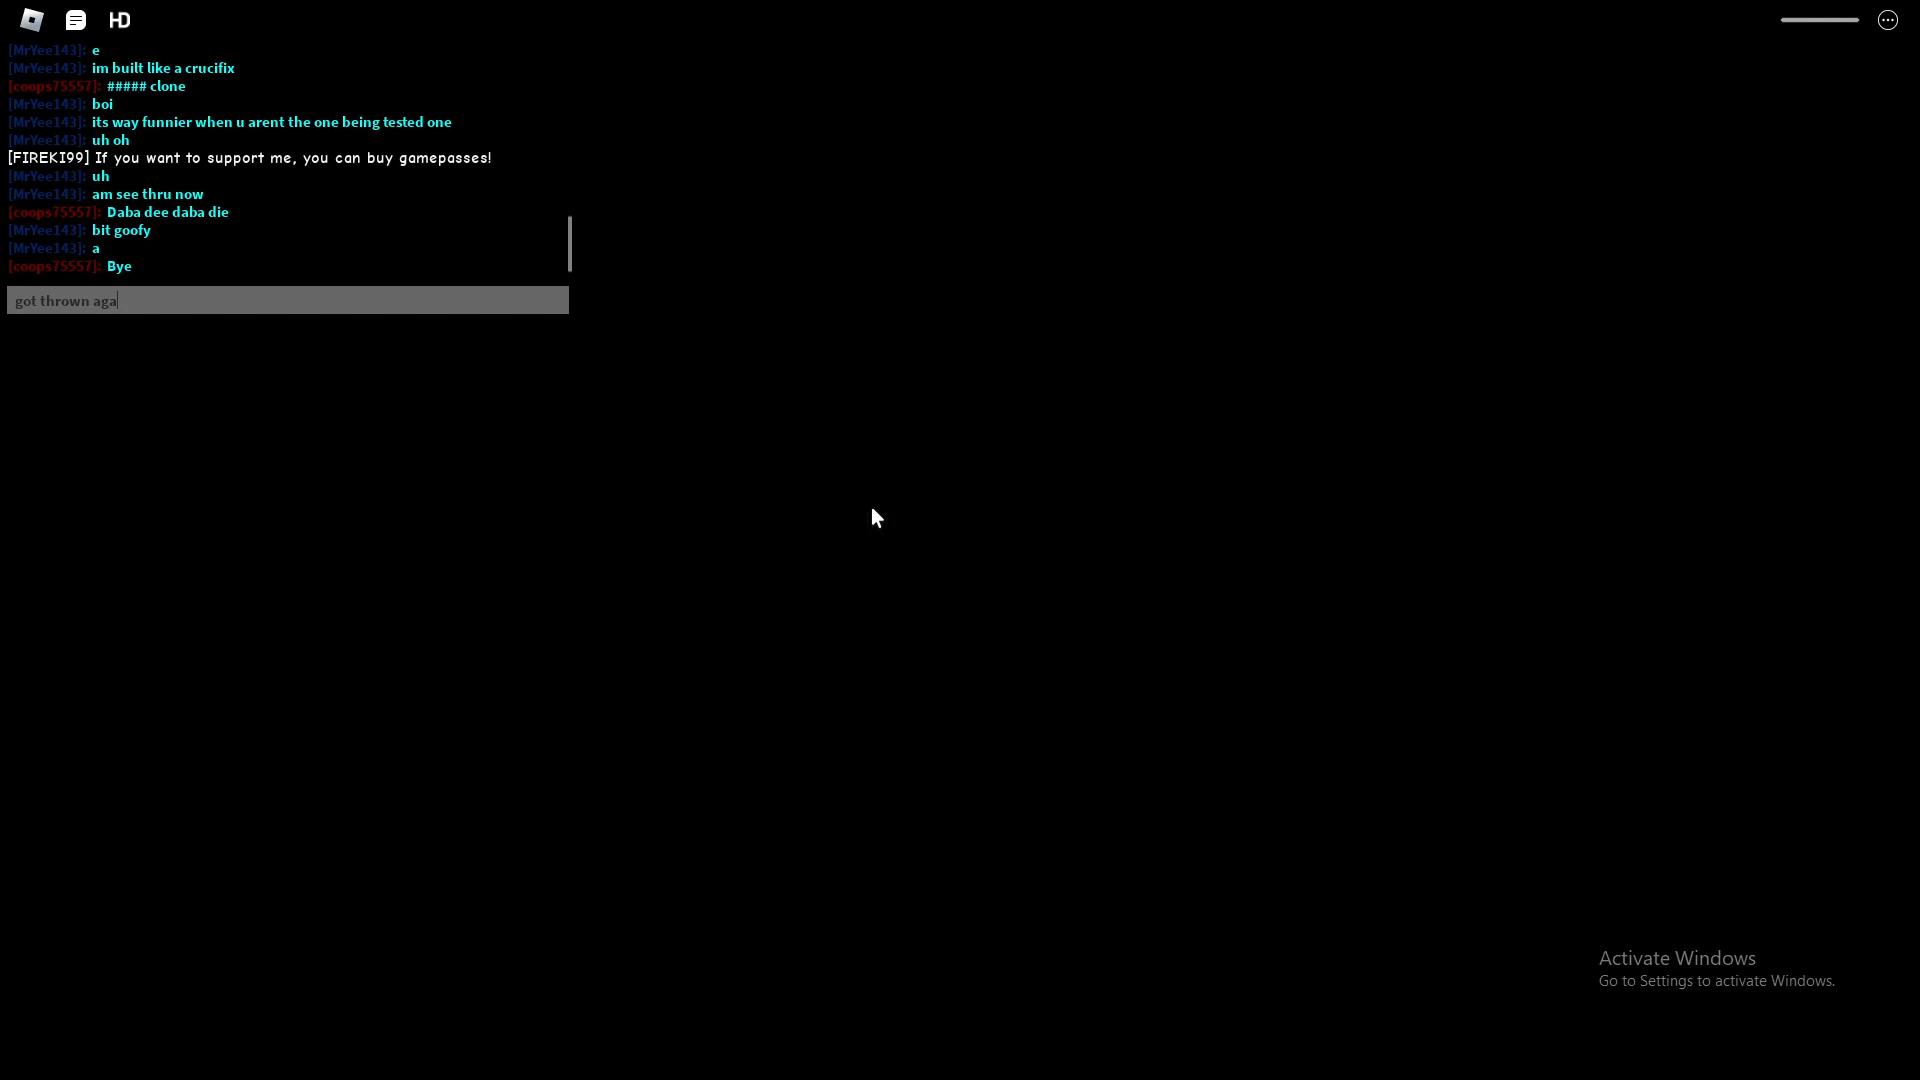 HD
[MrYee143]: e
[MrYee143]: im built like a crucifix
[coops75557]: ##### clone
[MrYee143]: boi
[MrYee143]: its way funnier when u arent the one being tested one
[MrYee143]: uh oh
[FIREKI99] If you want to support me, you can buy gamepasses!
[MrYee143]: uh
[MrYee143]: am see thru now
[coops75557]: Daba dee daba die
[MrYee143]: bit goofy
[MrYee143]: a
[coops75557]: Bye
got thrown aga
Activate Windows
Go to Settings to activate Windows.